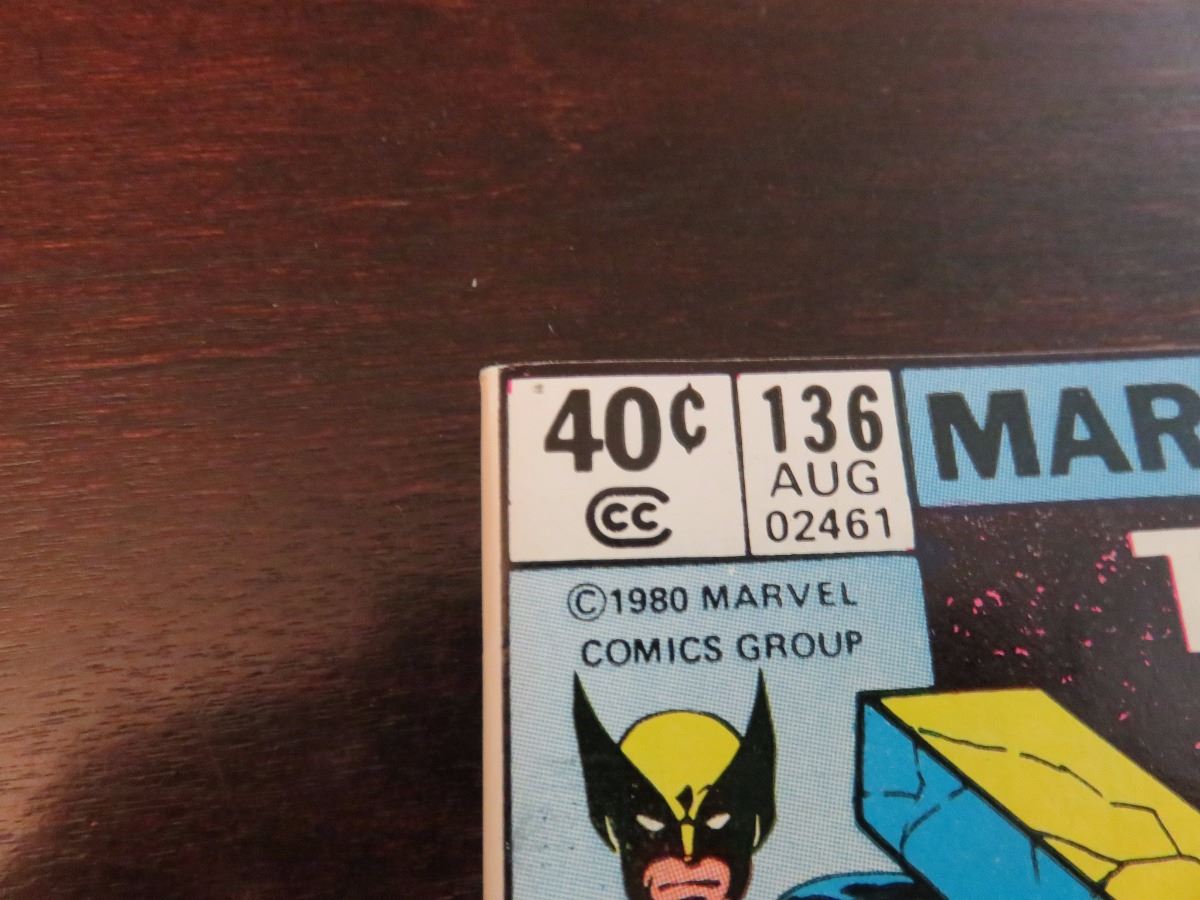 40¢
CC
136
AUG
02461
MAR
©1980 MARVEL
COMICS GROUP
T